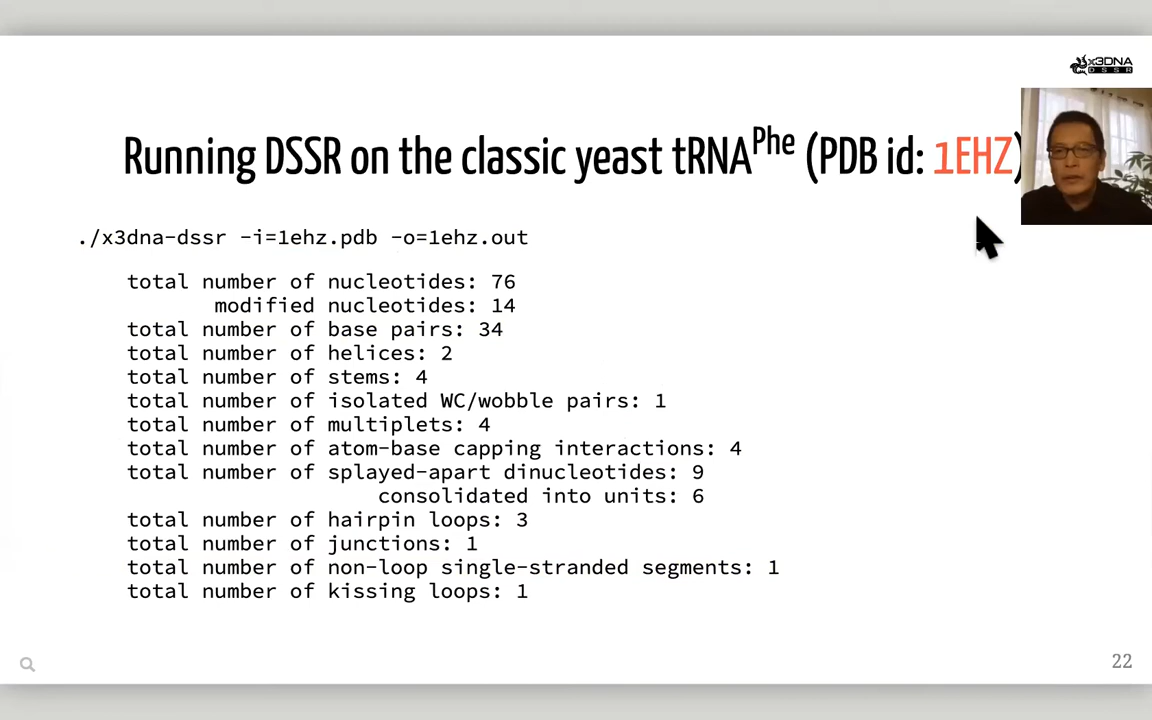 x3DNA
DSSR
Running DSSR on the classic yeast tRNAPhe (PDB id: 1EHZ)
./x3dna-dssr -i=1ehz.pdb -o=1ehz.out
total number of nucleotides: 76
modified nucleotides: 14
total number of base pairs: 34
total number of helices: 2
total number of stems: 4
total number of isolated WC/wobble pairs: 1
total number of multiplets: 4
total number of atom-base capping interactions: 4
total number of splayed-apart dinucleotides: 9
consolidated into units: 6
total number of hairpin loops: 3
total number of junctions: 1
total number of non-loop single-stranded segments: 1
total number of kissing loops: 1
22